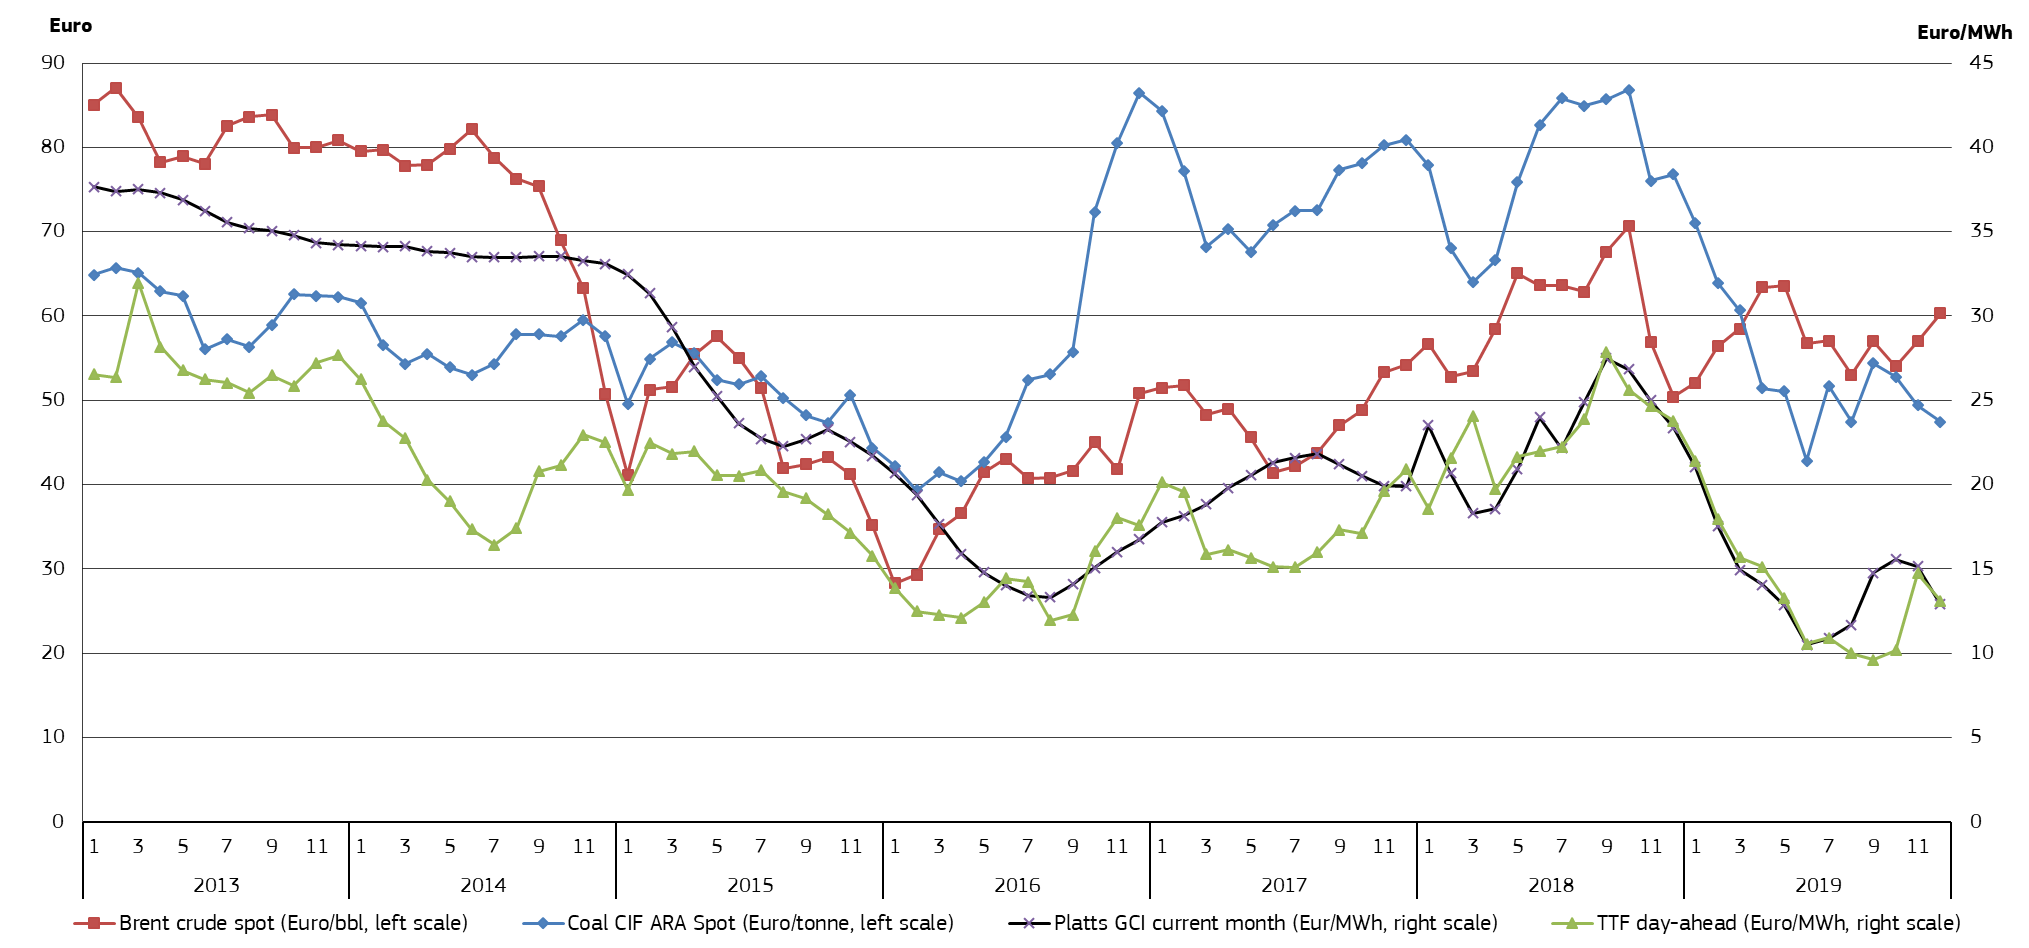 Euro
Euro/MWh
90 45
80 40
70 35
60 30
50 25
40 20
30 15
20 10
10 5
0 0
1 3 5 7 9 11 1 3 5 7 9 11 1 3 5 7 9 11 1 3 5 7 9 11 1 3 5 7 9 11 1 3 5 7 9 11 1 3 5 7 9 11
2013 2014 2015 2016 2017 2018 2019
Brent crude spot (Euro/bbl, left scale) Coal CIF ARA Spot (Euro/tonne, left scale) Platts GCI current month (Eur/MWh, right scale) TTF day-ahead (Euro/MWh, right scale)